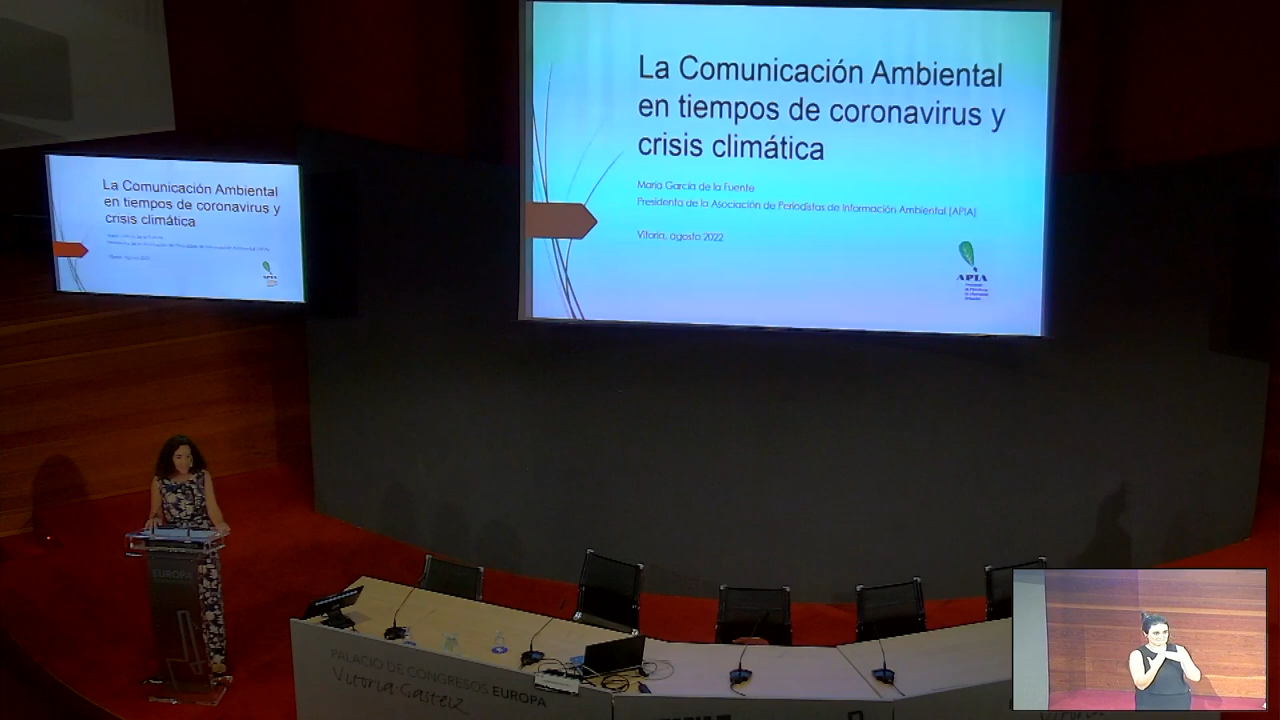 La Comunicación Ambiental
en tiempos de coronavirus y
crisis climática
María García de la Fuente
Presidenta de la Asociación de Periodistas de Información Ambiental (APIA)
Vitoria, agosto 2022
APIA
La Comunicación Ambiental
en tiempos de coronavirus y
crisis climática
EUROPA
PALACIO DE CONGRESOS EUROPA
Vitoria-Gasteiz